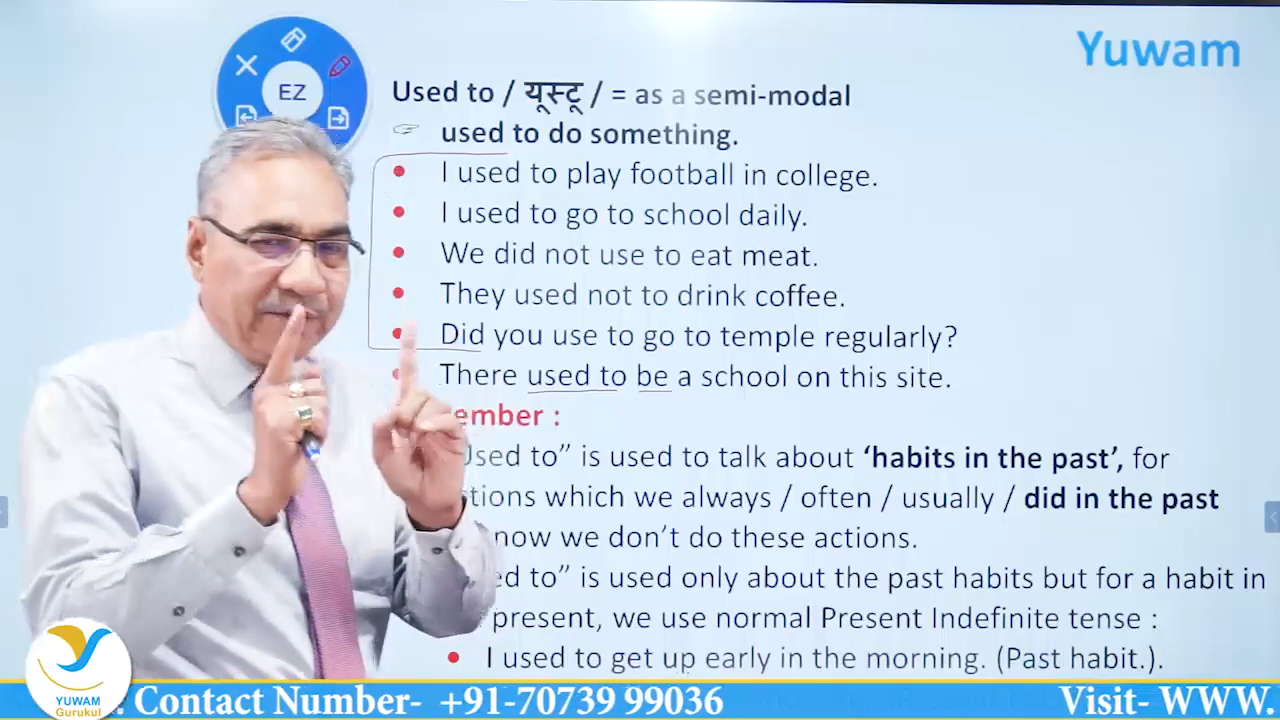 Yuwam
EZ
Used to / यूस्टू / = as a semi-modal
used to do something.
I used to play football in college.
I used to go to school daily.
We did not use to eat meat.
They used not to drink coffee.
Did you use to go to temple regularly?
There used to be a school on this site.
ember :
sed to” is used to talk about ‘habits in the past’, for
tions which we always / often / usually / did in the past
now we don’t do these actions.
ed to” is used only about the past habits but for a habit in
present, we use normal Present Indefinite tense :
I used to get up early in the morning. (Past habit.).
YUWAM
Gurukul
Contact Number- +91-70739 99036 Visit- WWW.